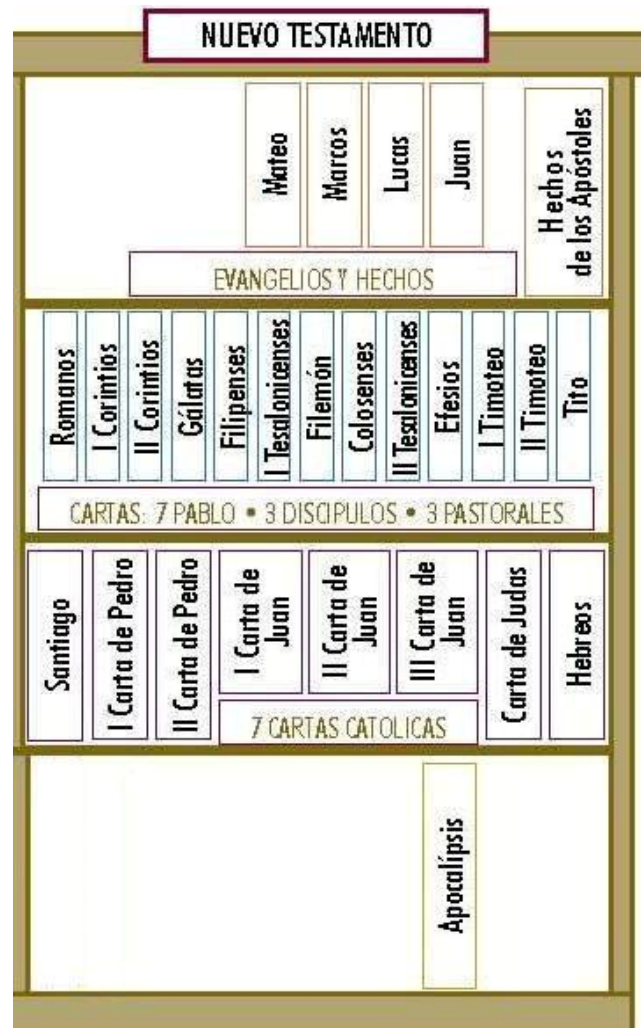 NUEVO TESTAMENTO
Mateo
Marcos
Lucas
Juan
Hechos
de los Apóstoles
EVANGELIOS Y HECHOS
Romanos
I Corintios
II Corintios
Gálatas
Filipenses
I Tesalonicenses
Filemón
Colosenses
II Tesalonicenses
Efesios
I Timoteo
II Timoteo
Tito
CARTAS: 7 PABLO • 3 DISCIPULOS • 3 PASTORALES
Santiago
I Carta de Pedro
II Carta de Pedro
I Carta de
Juan
II Carta de
Juan
III Carta de
Juan
Carta de Judas
Hebreos
7 CARTAS CATOLICAS
Apocalípsis